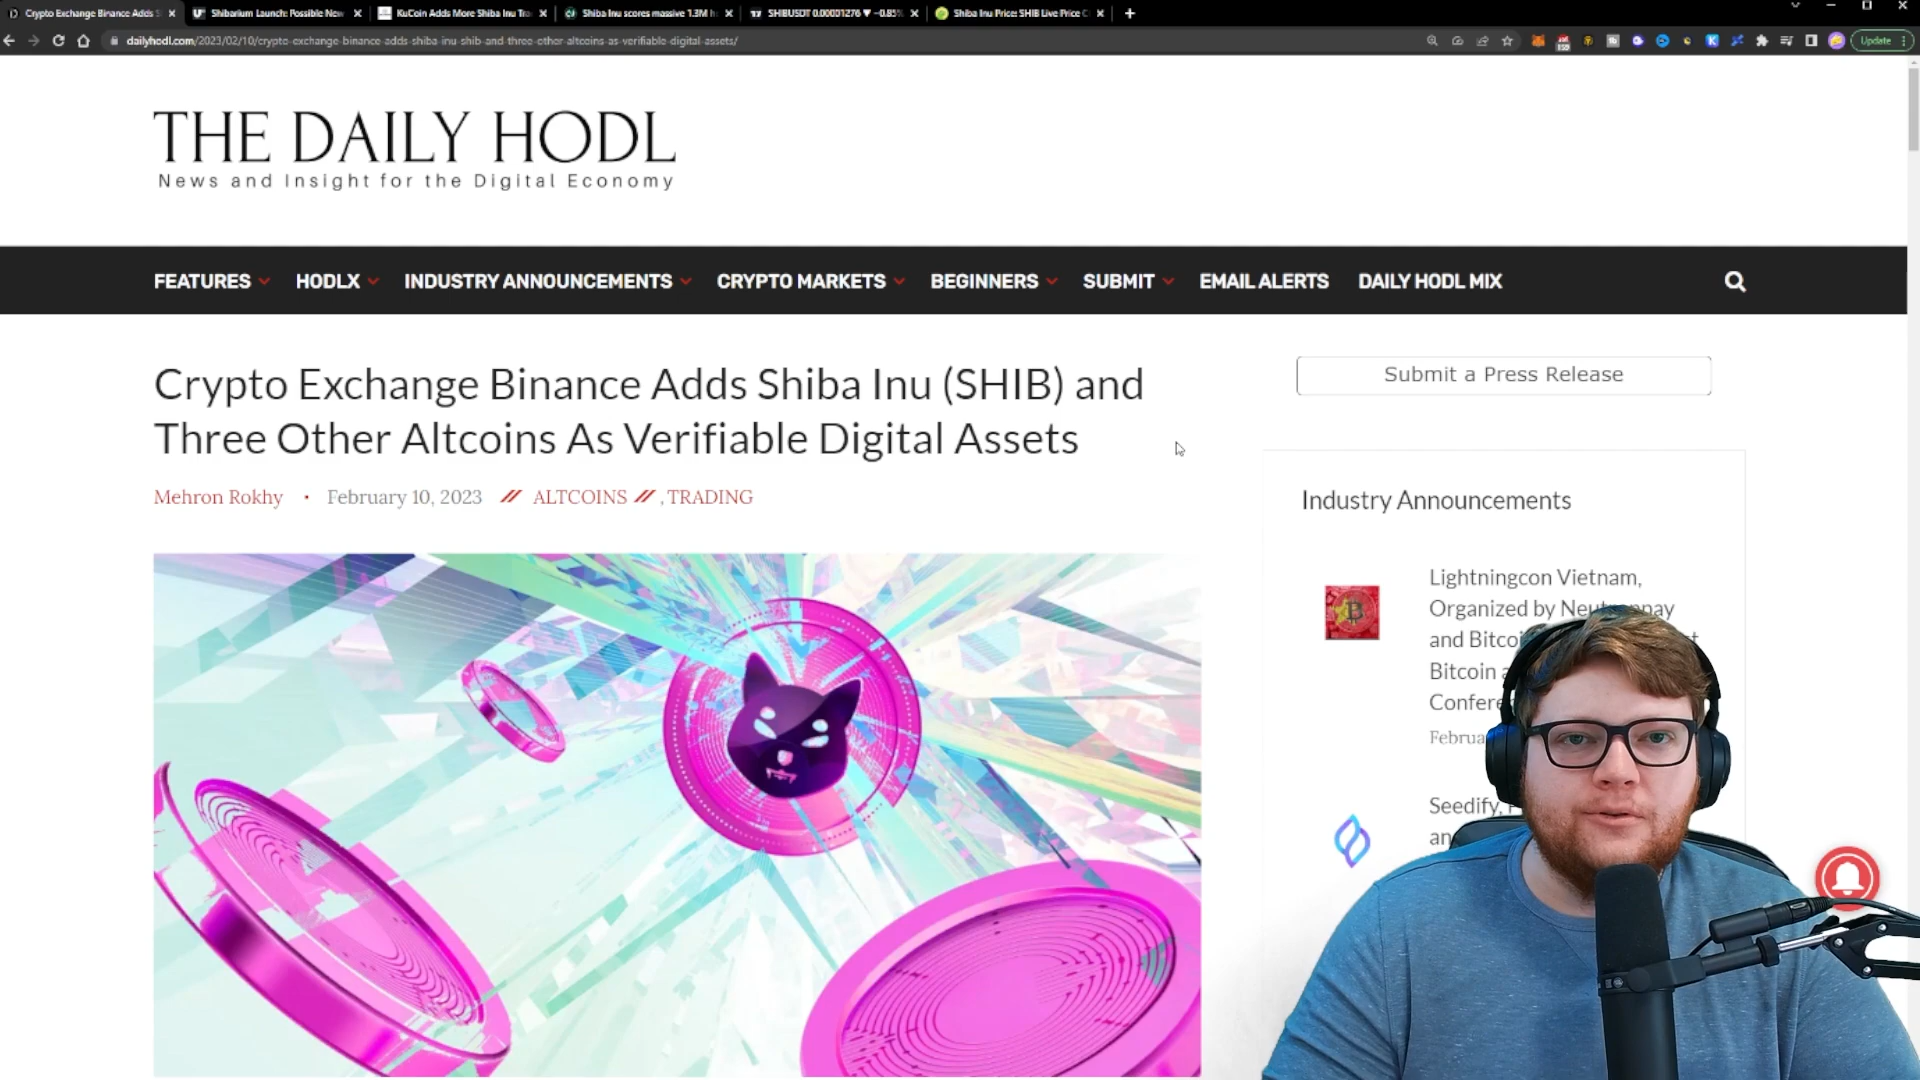 Crypto Exchange Binance Adds S
Shibarium Launch: Possible New
KuCoin Adds More Shiba Inu Tra
Shiba Inu scores massive 1.3M h
SHIBUSDT 0.00001276 ▼ −0.85%
Shiba Inu Price: SHIB Live Price C
dailyhodl.com/2023/02/10/crypto-exchange-binance-adds-shiba-inu-shib-and-three-other-altcoins-as-verifiable-digital-assets/
Update
THE DAILY HODL
News and Insight for the Digital Economy
FEATURES HODLX INDUSTRY ANNOUNCEMENTS CRYPTO MARKETS BEGINNERS SUBMIT EMAIL ALERTS DAILY HODL MIX
Crypto Exchange Binance Adds Shiba Inu (SHIB) and
Three Other Altcoins As Verifiable Digital Assets
Mehron Rokhy • February 10, 2023 // ALTCOINS // , TRADING
Submit a Press Release
Industry Announcements
Lightningcon Vietnam,
Organized by
and
Bitcoin
Seedify,